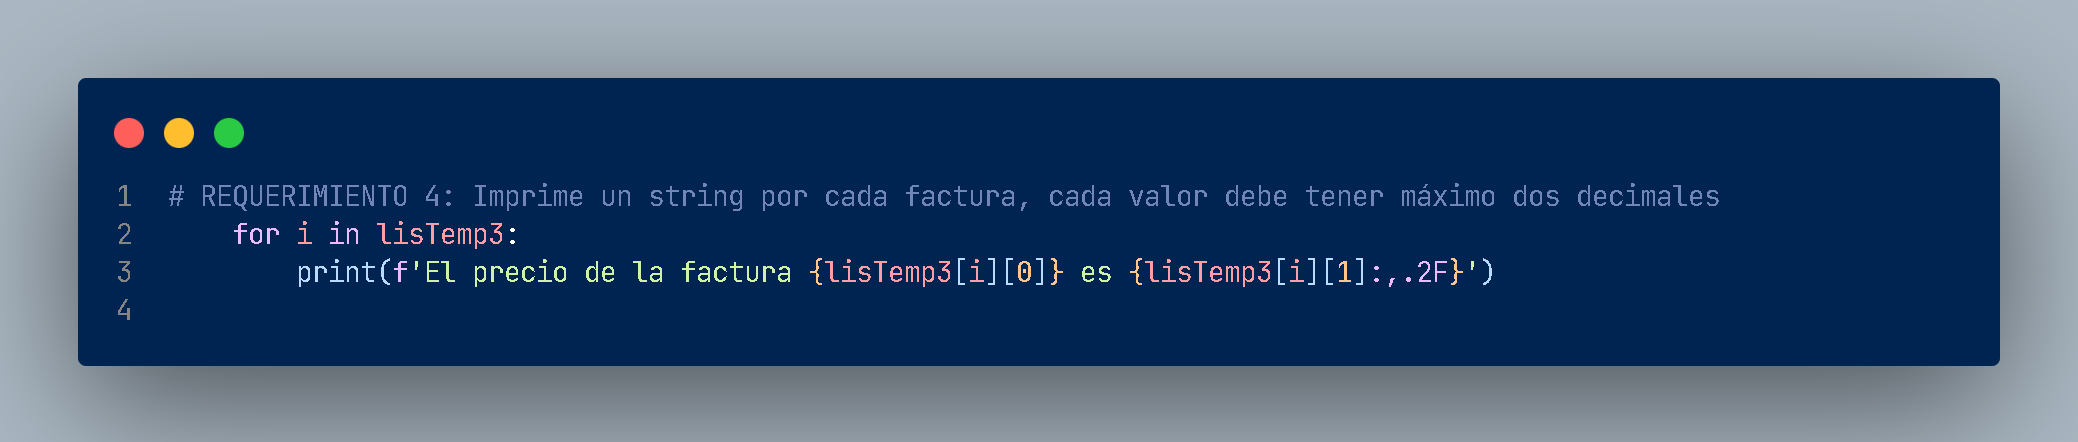 1 # REQUERIMIENTO 4: Imprime un string por cada factura, cada valor debe tener máximo dos decimales
2     for i in lisTemp3:
3         print(f'El precio de la factura {lisTemp3[i][0]} es {lisTemp3[i][1]:,.2F}')
4